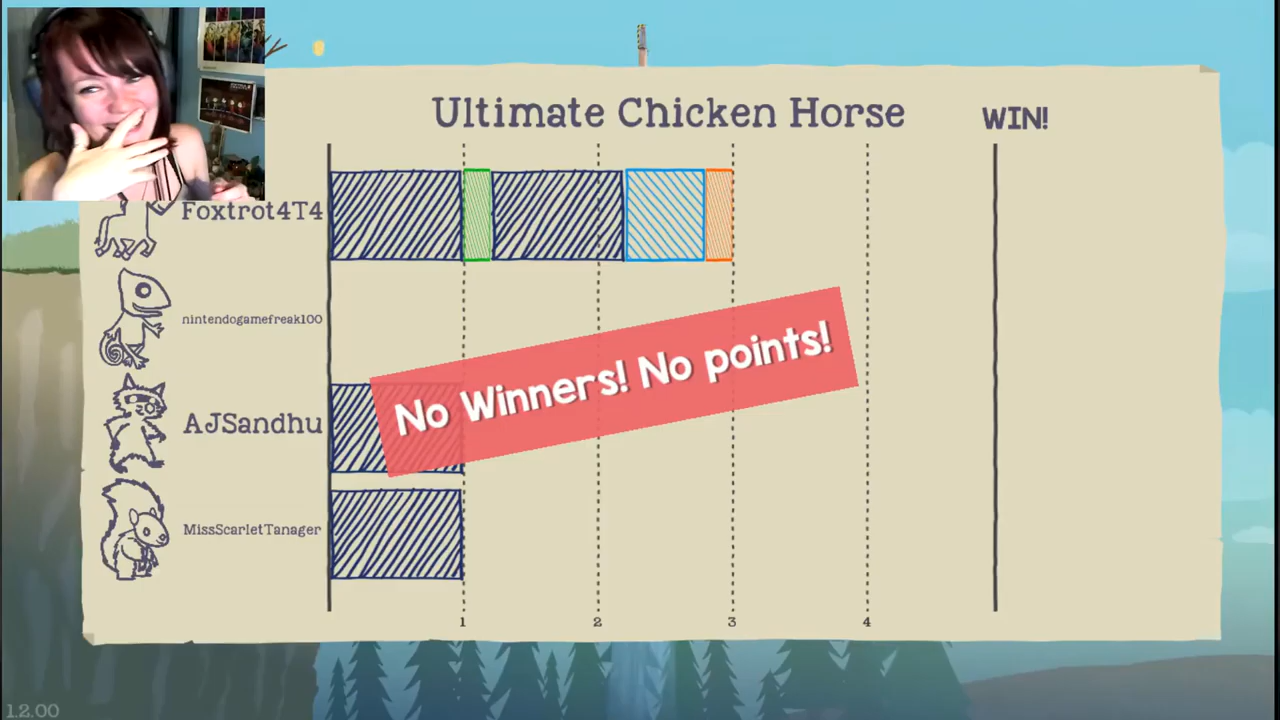 Ultimate Chicken Horse
WIN!
Foxtrot4T4
nintendogamefreak100
No Winners! No points!
AJSandhu
MissScarletTanager
1 2 3 4
1.2.00